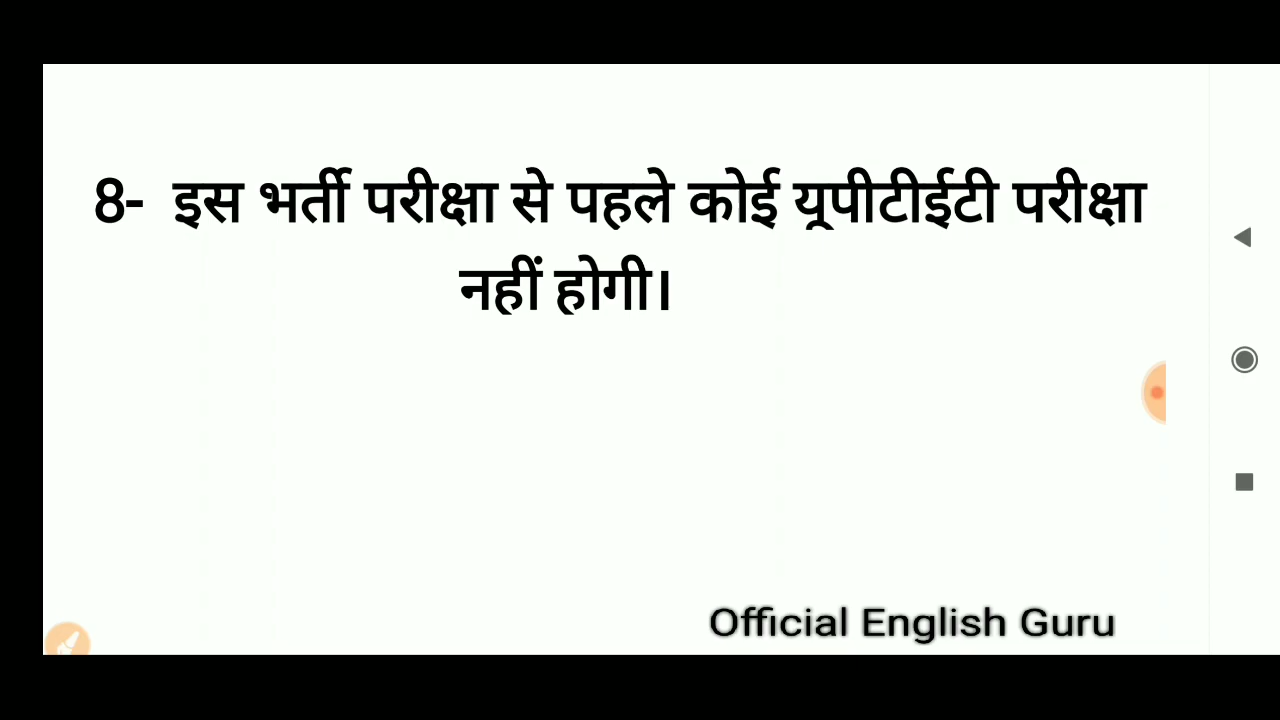 8- इस भर्ती परीक्षा से पहले कोई यूपीटीईटी परीक्षा
नहीं होगी।
Official English Guru